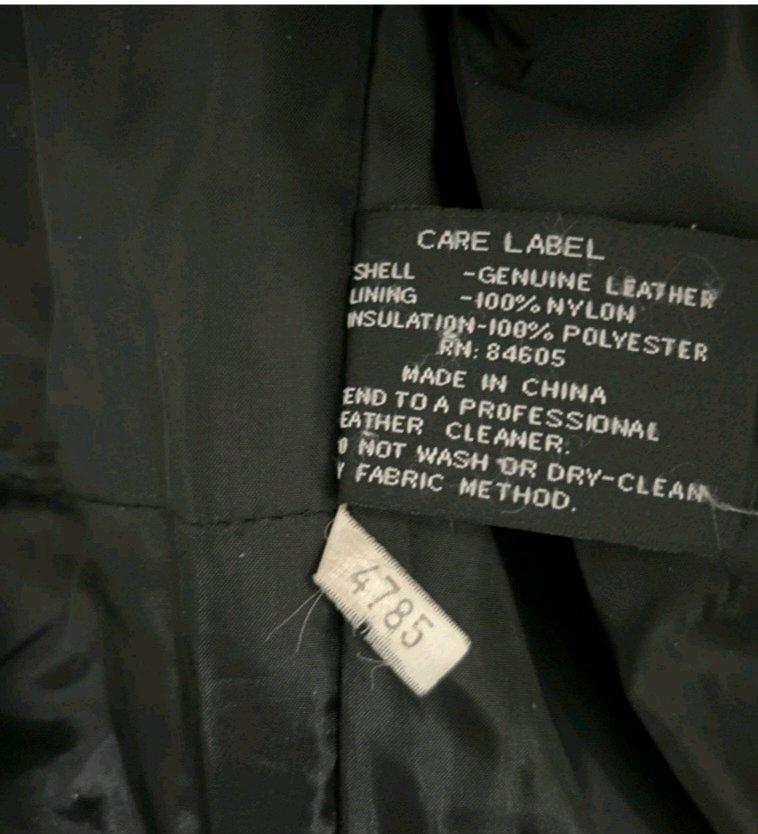 CARE LABEL
SHELL -GENUINE LEATHER
LINING -100% NYLON
INSULATION-100% POLYESTER
RN: 84605
MADE IN CHINA
END TO A PROFESSIONAL
EATHER CLEANER.
O NOT WASH OR DRY-CLEAN
Y FABRIC METHOD.
4785